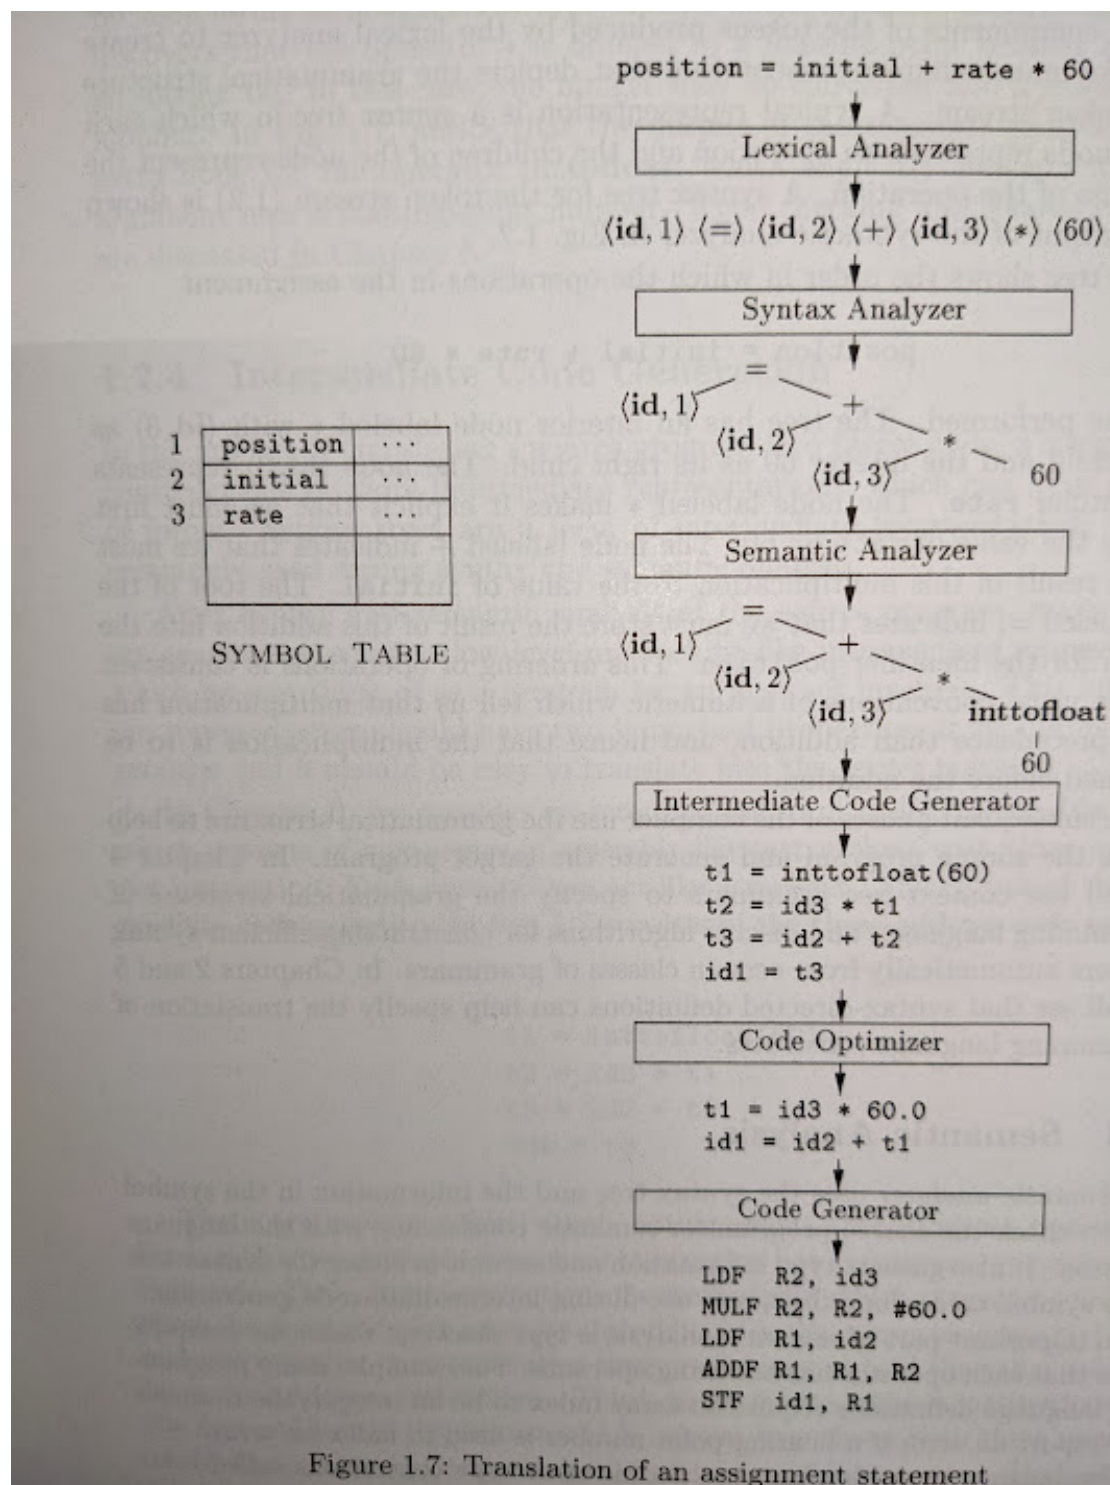 position = initial + rate * 60
Lexical Analyzer
⟨id, 1⟩ ⟨=⟩ ⟨id, 2⟩ ⟨+⟩ ⟨id, 3⟩ ⟨*⟩ ⟨60⟩
Syntax Analyzer
=
⟨id, 1⟩ +
⟨id, 2⟩ *
⟨id, 3⟩ 60
1 position ...
2 initial ...
3 rate ...
SYMBOL TABLE
Semantic Analyzer
=
⟨id, 1⟩ +
⟨id, 2⟩ *
⟨id, 3⟩ inttofloat
60
Intermediate Code Generator
t1 = inttofloat(60)
t2 = id3 * t1
t3 = id2 + t2
id1 = t3
Code Optimizer
t1 = id3 * 60.0
id1 = id2 + t1
Code Generator
LDF R2, id3
MULF R2, R2, #60.0
LDF R1, id2
ADDF R1, R1, R2
STF id1, R1
Figure 1.7: Translation of an assignment statement